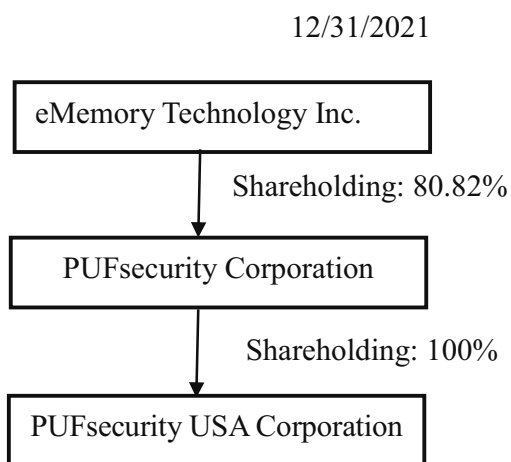 12/31/2021
eMemory Technology Inc.
Shareholding: 80.82%
PUFsecurity Corporation
Shareholding: 100%
PUFsecurity USA Corporation